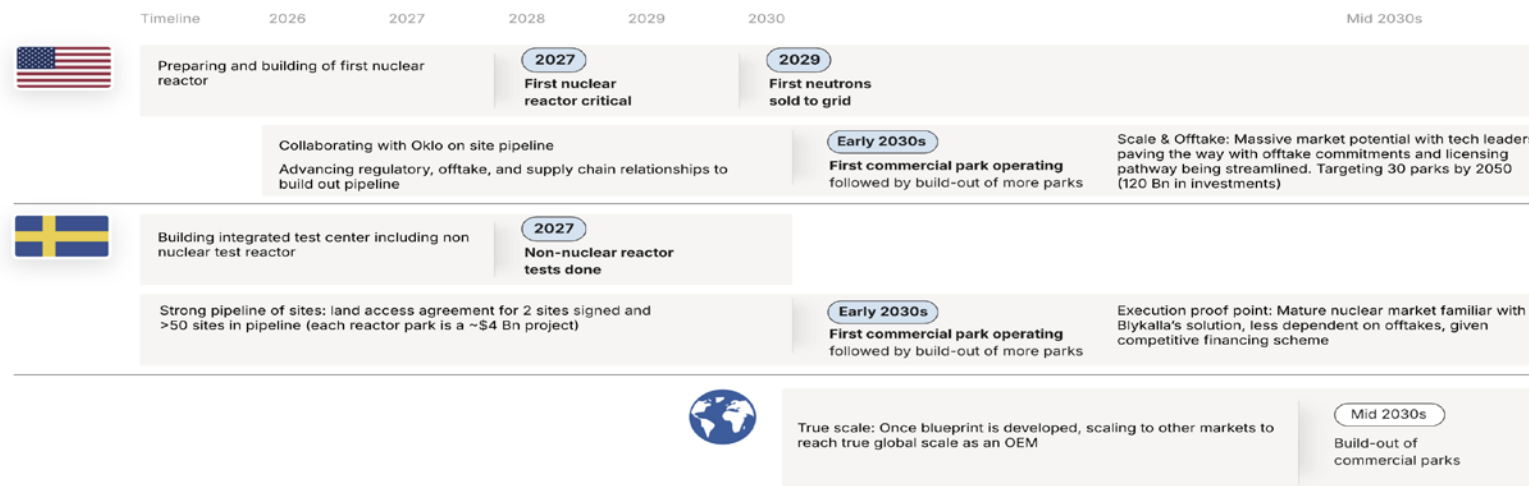 Timeline 2026 2027 2028 2029 2030 Mid 2030s
Preparing and building of first nuclear
reactor
2027
First nuclear
reactor critical
2029
First neutrons
sold to grid
Collaborating with Oklo on site pipeline
Advancing regulatory, offtake, and supply chain relationships to
build out pipeline
Early 2030s
First commercial park operating
followed by build-out of more parks
Scale & Offtake: Massive market potential with tech leaders
paving the way with offtake commitments and licensing
pathway being streamlined. Targeting 30 parks by 2050
(120 Bn in investments)
Building integrated test center including non
nuclear test reactor
2027
Non-nuclear reactor
tests done
Strong pipeline of sites: land access agreement for 2 sites signed and
>50 sites in pipeline (each reactor park is a ~$4 Bn project)
Early 2030s
First commercial park operating
followed by build-out of more parks
Execution proof point: Mature nuclear market familiar with
Blykalla's solution, less dependent on offtakes, given
competitive financing scheme
True scale: Once blueprint is developed, scaling to other markets to
reach true global scale as an OEM
Mid 2030s
Build-out of
commercial parks